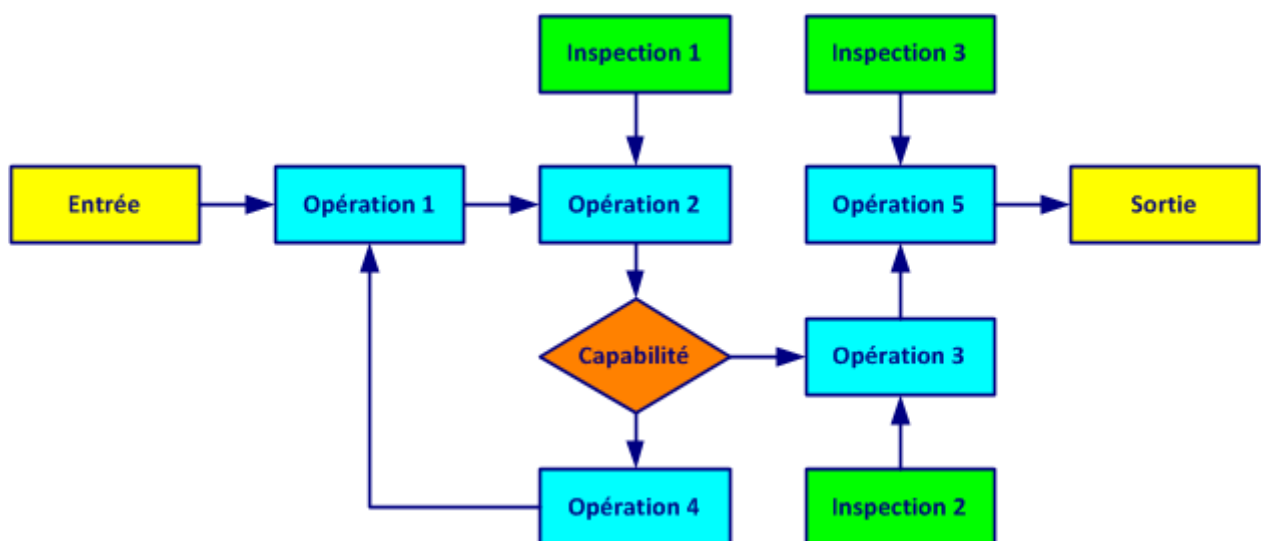 Inspection 1
Inspection 3
Entrée
Opération 1
Opération 2
Opération 5
Sortie
Capabilité
Opération 3
Opération 4
Inspection 2